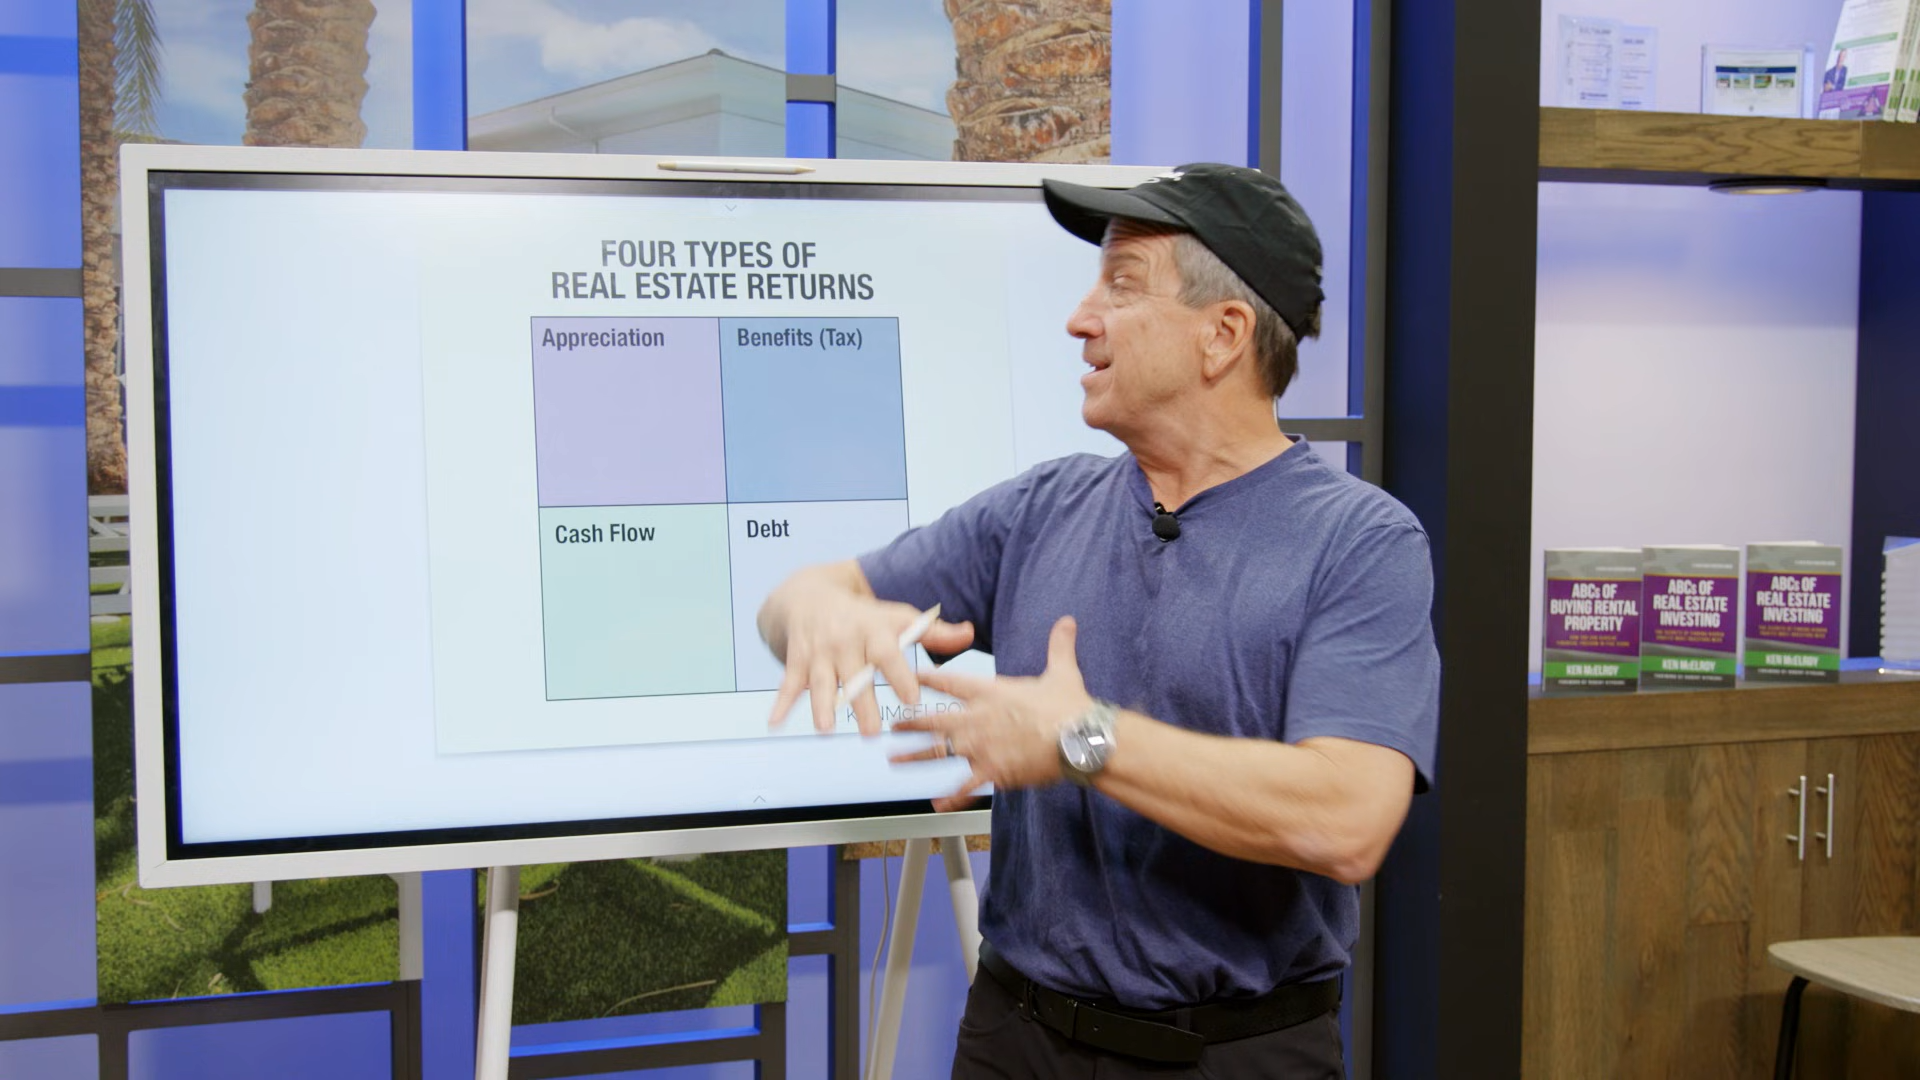 FOUR TYPES OF
REAL ESTATE RETURNS
Appreciation
Benefits (Tax)
Cash Flow
Debt
ABCs OF
BUYING RENTAL
PROPERTY
KEN McELROY
ABCs OF
REAL ESTATE
INVESTING
KEN McELROY
ABCs OF
REAL ESTATE
INVESTING
KEN McELROY